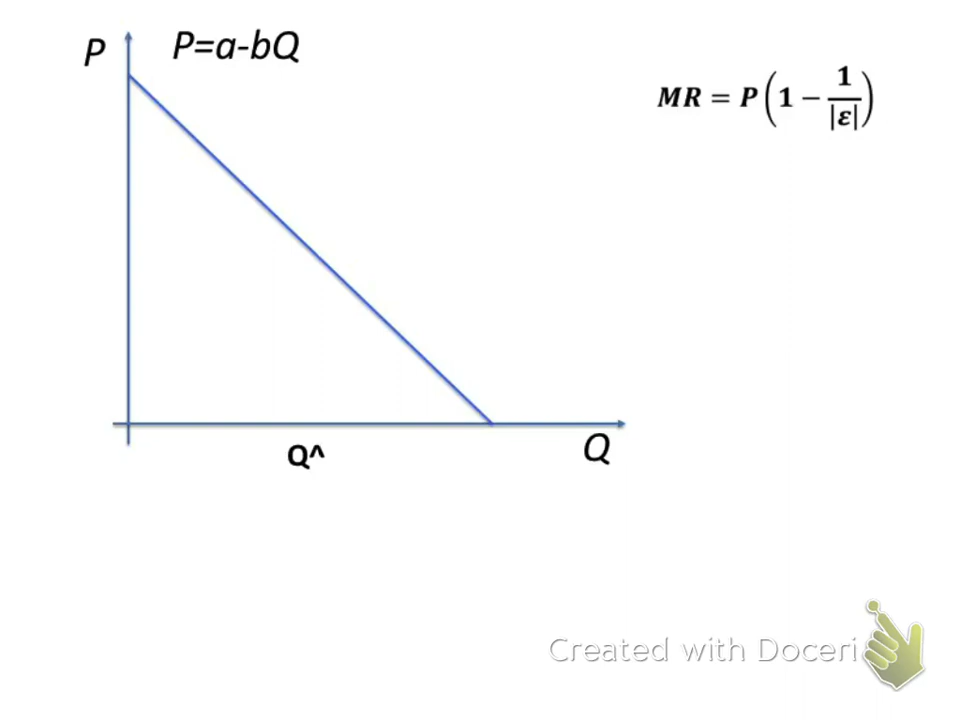 P
P=a-bQ
MR = P(1 − 1/|ε|)
Q^
Q
Created with Doceri